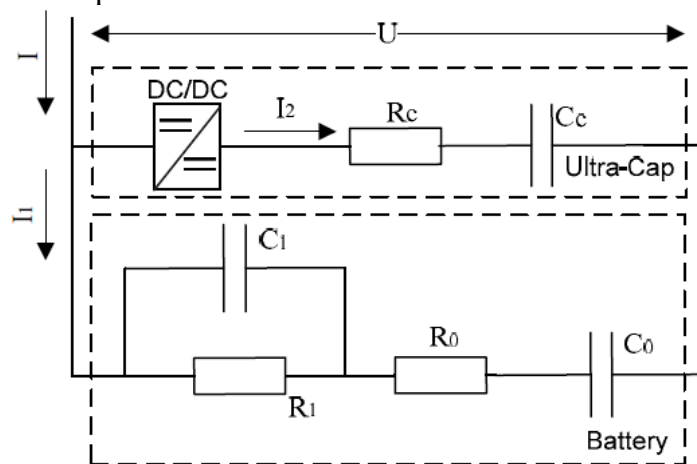 U
I
DC/DC
I2
Rc
Cc
Ultra-Cap
I1
C1
R1
R0
C0
Battery